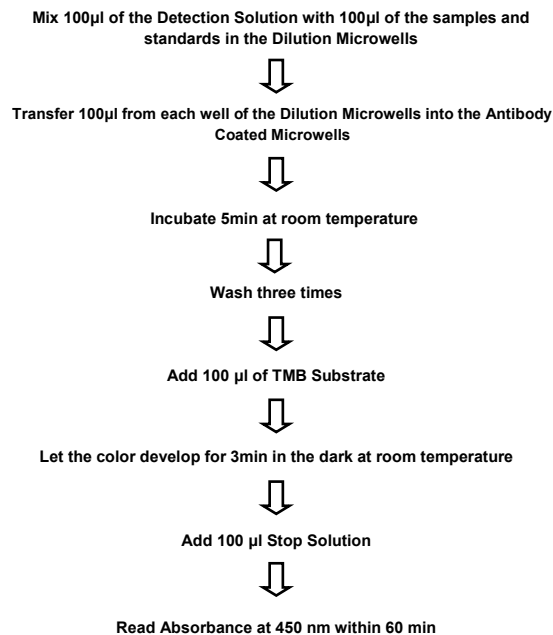 Mix 100µl of the Detection Solution with 100µl of the samples and
standards in the Dilution Microwells
Transfer 100µl from each well of the Dilution Microwells into the Antibody
Coated Microwells
Incubate 5min at room temperature
Wash three times
Add 100 µl of TMB Substrate
Let the color develop for 3min in the dark at room temperature
Add 100 µl Stop Solution
Read Absorbance at 450 nm within 60 min